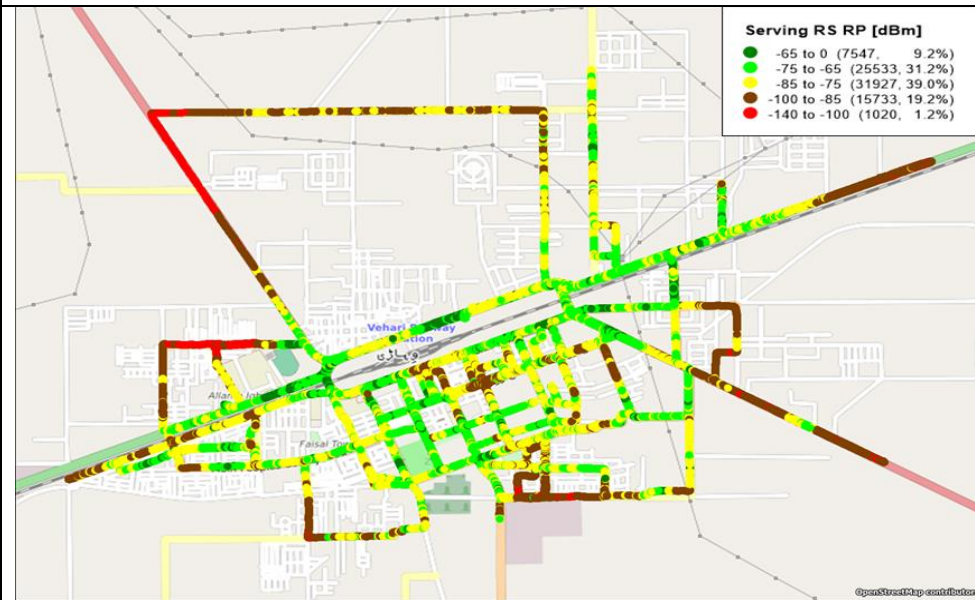 Serving RS RP [dBm]
-65 to 0 (7547, 9.2%)
-75 to -65 (25533, 31.2%)
-85 to -75 (31927, 39.0%)
-100 to -85 (15733, 19.2%)
-140 to -100 (1020, 1.2%)
Vehari
وہاڑی
Faisal
OpenStreetMap contributor